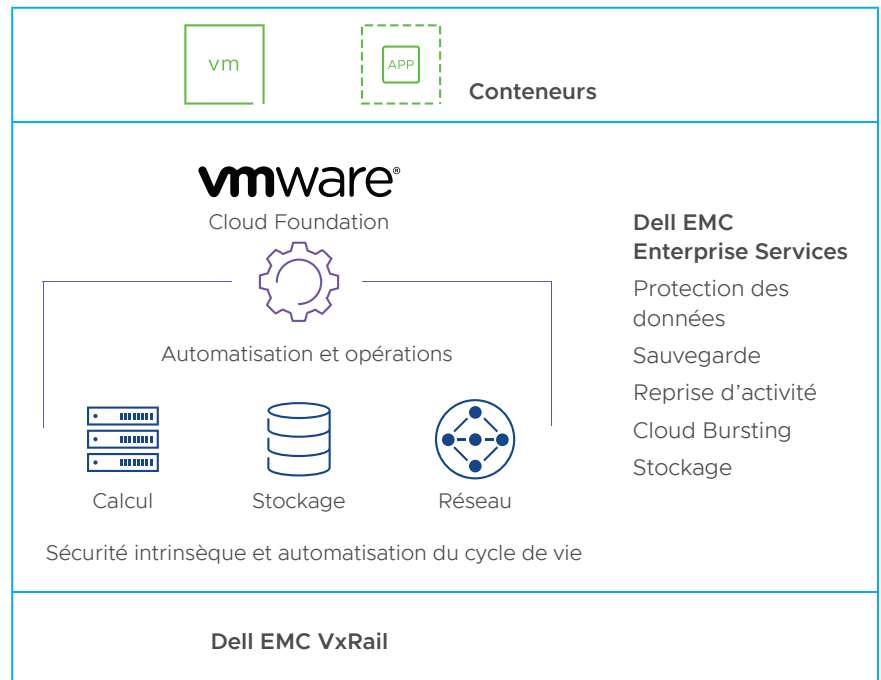 vm
APP
Conteneurs
vmware®
Cloud Foundation
Automatisation et opérations
Calcul
Stockage
Réseau
Sécurité intrinsèque et automatisation du cycle de vie
Dell EMC
Enterprise Services
Protection des
données
Sauvegarde
Reprise d’activité
Cloud Bursting
Stockage
Dell EMC VxRail